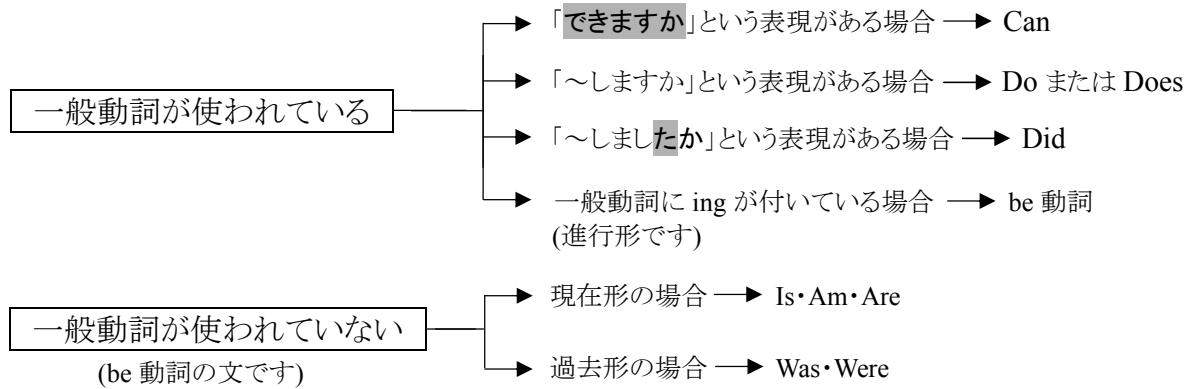 「できますか」という表現がある場合 → Can
「～しますか」という表現がある場合 → Do または Does
一般動詞が使われている
「～しましたか」という表現がある場合 → Did
一般動詞に ing が付いている場合 → be 動詞
(進行形です)
現在形の場合 → Is・Am・Are
一般動詞が使われていない
(be 動詞の文です)
過去形の場合 → Was・Were